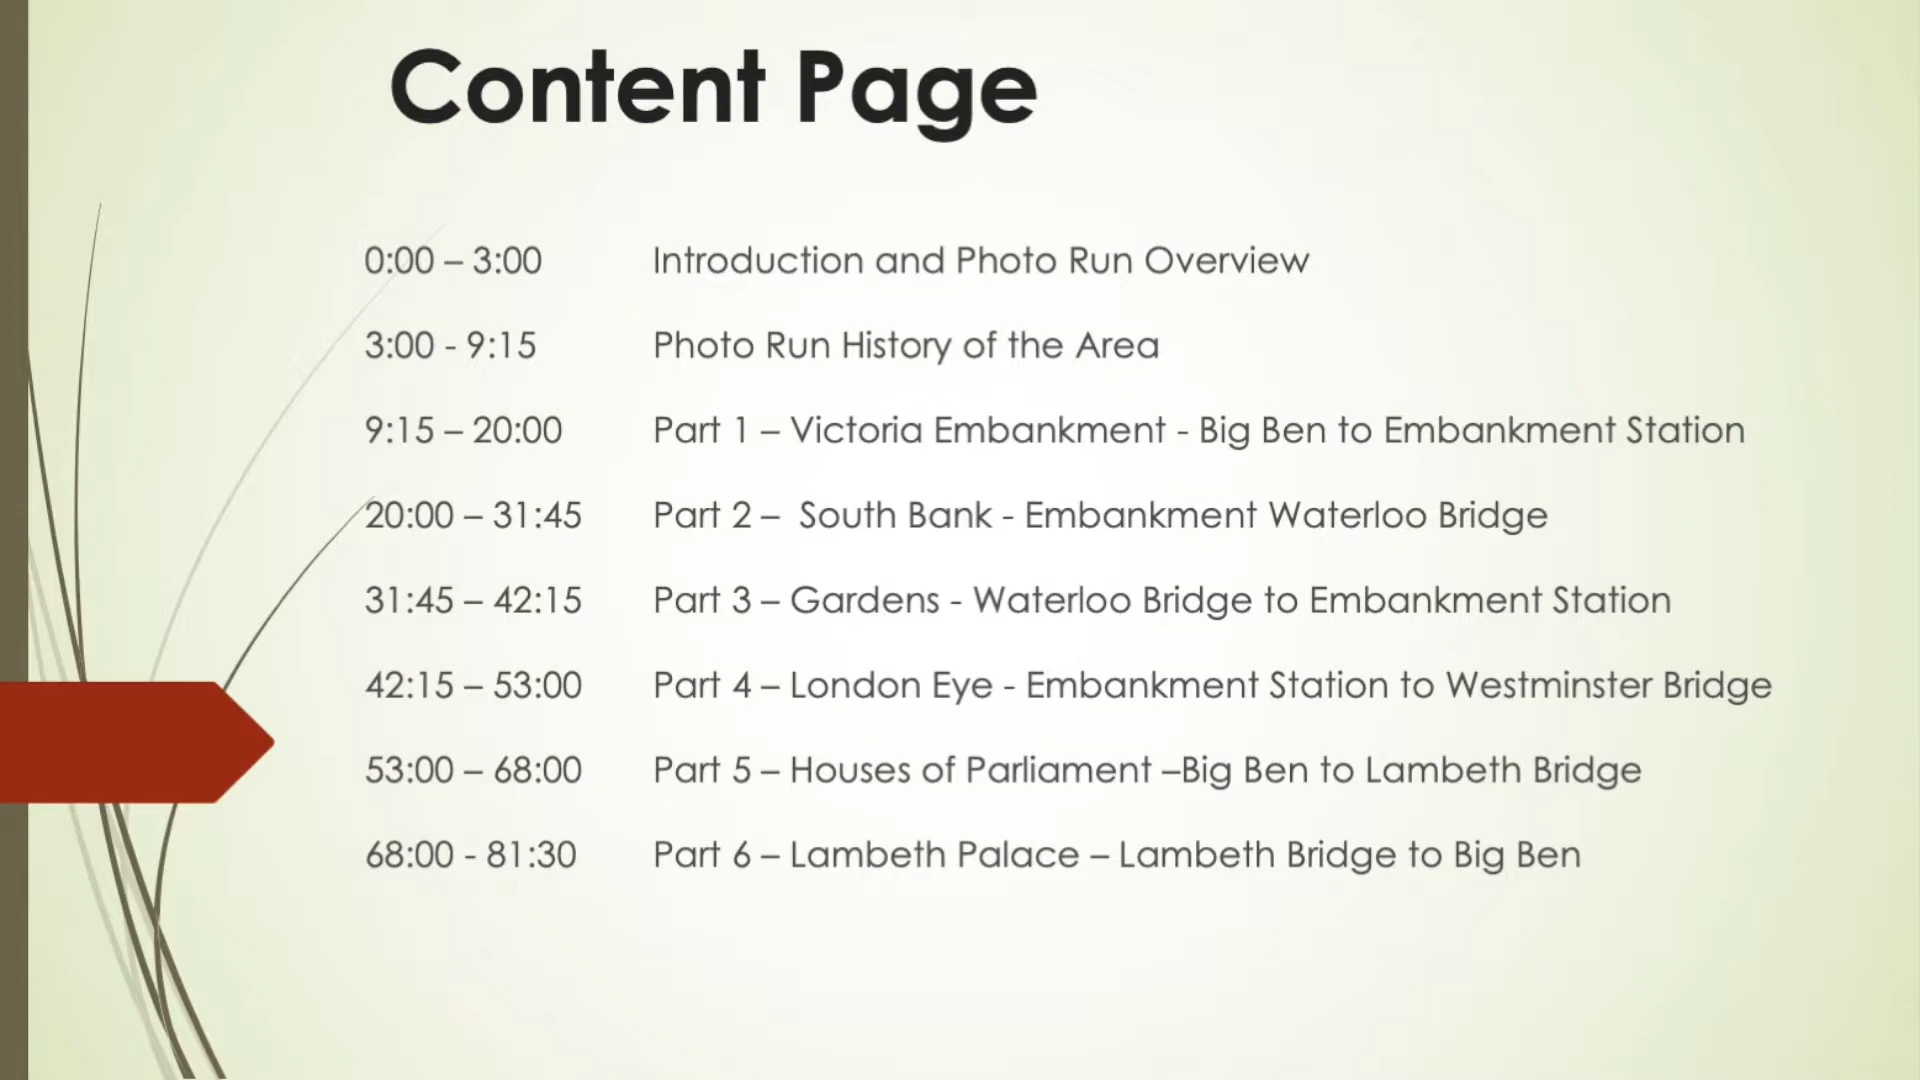 Content Page
0:00 – 3:00 Introduction and Photo Run Overview
3:00 - 9:15 Photo Run History of the Area
9:15 – 20:00 Part 1 – Victoria Embankment - Big Ben to Embankment Station
20:00 – 31:45 Part 2 –  South Bank - Embankment Waterloo Bridge
31:45 – 42:15 Part 3 – Gardens - Waterloo Bridge to Embankment Station
42:15 – 53:00 Part 4 – London Eye - Embankment Station to Westminster Bridge
53:00 – 68:00 Part 5 – Houses of Parliament –Big Ben to Lambeth Bridge
68:00 - 81:30 Part 6 – Lambeth Palace – Lambeth Bridge to Big Ben